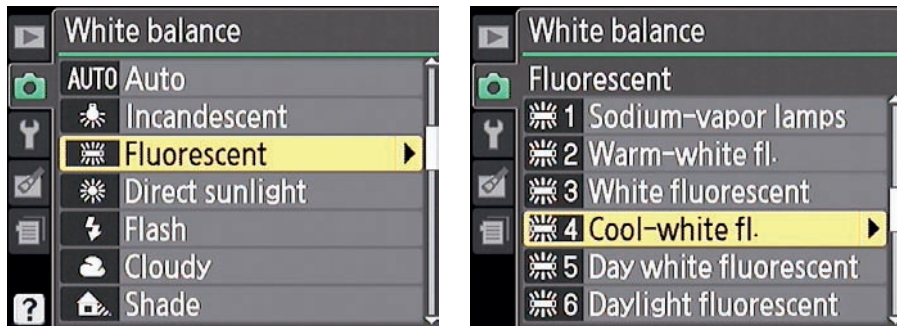 White balance
AUTO Auto
Incandescent
Fluorescent
Direct sunlight
Flash
Cloudy
Shade
?
White balance
Fluorescent
1 Sodium-vapor lamps
2 Warm-white fl.
3 White fluorescent
4 Cool-white fl.
5 Day white fluorescent
6 Daylight fluorescent